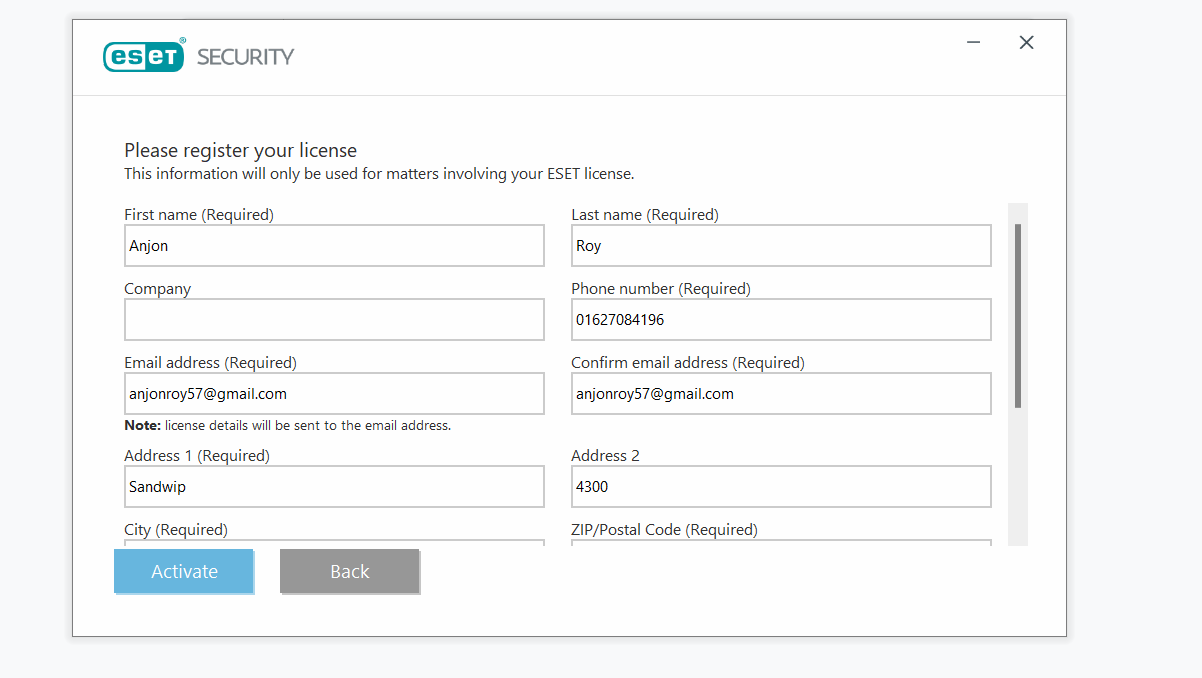 eset® SECURITY
Please register your license
This information will only be used for matters involving your ESET license.
First name (Required)
Last name (Required)
Anjon
Roy
Company
Phone number (Required)
01627084196
Email address (Required)
Confirm email address (Required)
anjonroy57@gmail.com
anjonroy57@gmail.com
Note: license details will be sent to the email address.
Address 1 (Required)
Address 2
Sandwip
4300
City (Required)
ZIP/Postal Code (Required)
Activate
Back